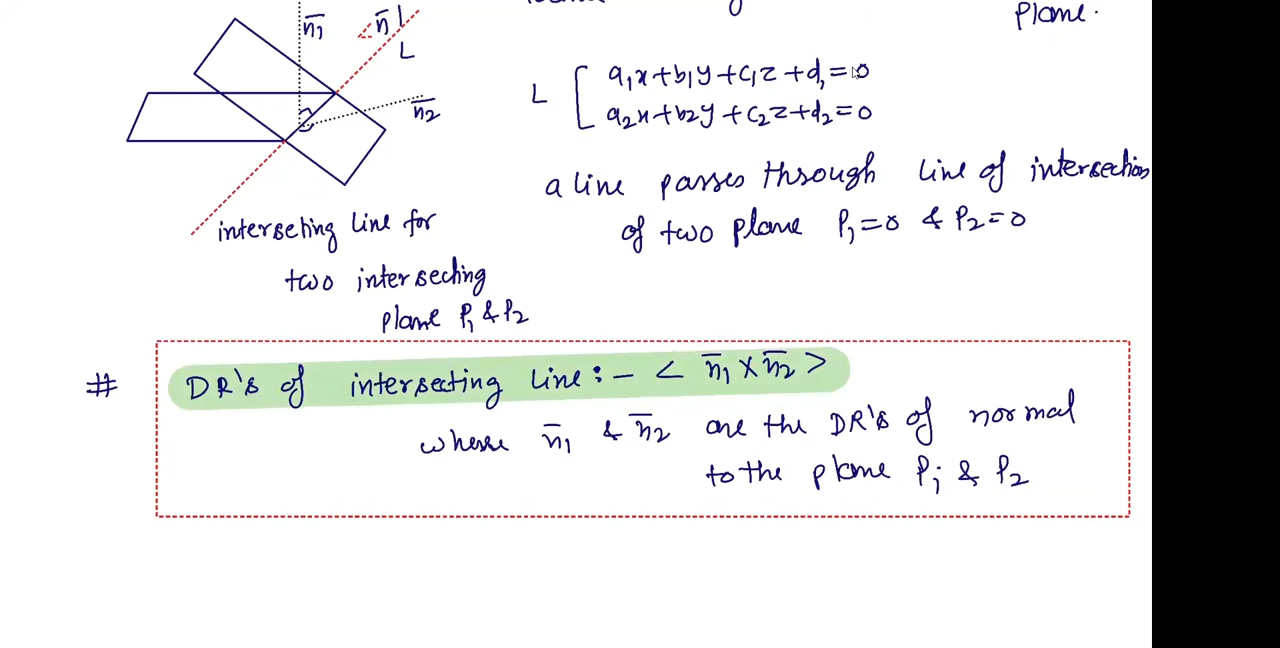 plane.
n̅₁
n̅
L
L
n̅₂
L [ a₁x+b₁y+c₁z+d₁=0
a₂x+b₂y+c₂z+d₂=0
a line passes through line of intersection
of two plane P₁=0 & P₂=0
interseting line for
two intersecting
plane P₁ & P₂
# DR's of intersecting line:- < n̅₁ × n̅₂ >
where n̅₁ & n̅₂ are the DR's of normal
to the plane P₁ & P₂